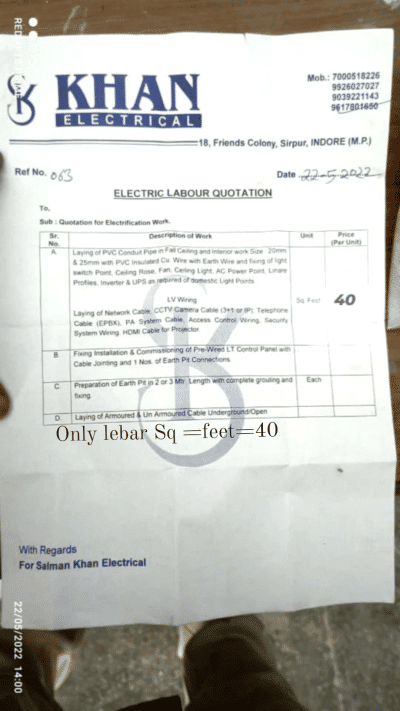 KHAN
ELECTRICAL
Mob.: 7000518226
9926027027
9039221143
9617801650
18, Friends Colony, Sirpur, INDORE (M.P.)
Ref No. 063
Date 22-5-2022
ELECTRIC LABOUR QUOTATION
To,
Sub : Quotation for Electrification Work.
Sr. No. Description of Work Unit Price (Per Unit)
A. Laying of PVC Conduit Pipe in Fall Ceiling and Interior work Size 20mm
& 25mm with PVC Insulated Cu. Wire with Earth Wire and fixing of light
switch Point, Ceiling Rose, Fan, Ceiling Light, AC Power Point, Linare
Profiles, Inverter & UPS as required of domestic Light Points
LV Wiring
Sq. Feet 40
Laying of Network Cable, CCTV Camera Cable (3+1 or IP), Telephone
Cable (EPBX), PA System Cable, Access Control Wiring, Security
System Wiring, HDMI Cable for Projector
B. Fixing Installation & Commissioning of Pre-Wired LT Control Panel with
Cable Jointing and 1 Nos. of Earth Pit Connections
C. Preparation of Earth Pit in 2 or 3 Mtr. Length with complete grouting and Each
fixing.
D. Laying of Armoured & Un Armoured Cable Underground/Open
Only lebar Sq =feet=40
With Regards
For Salman Khan Electrical
22/05/2022 14:00